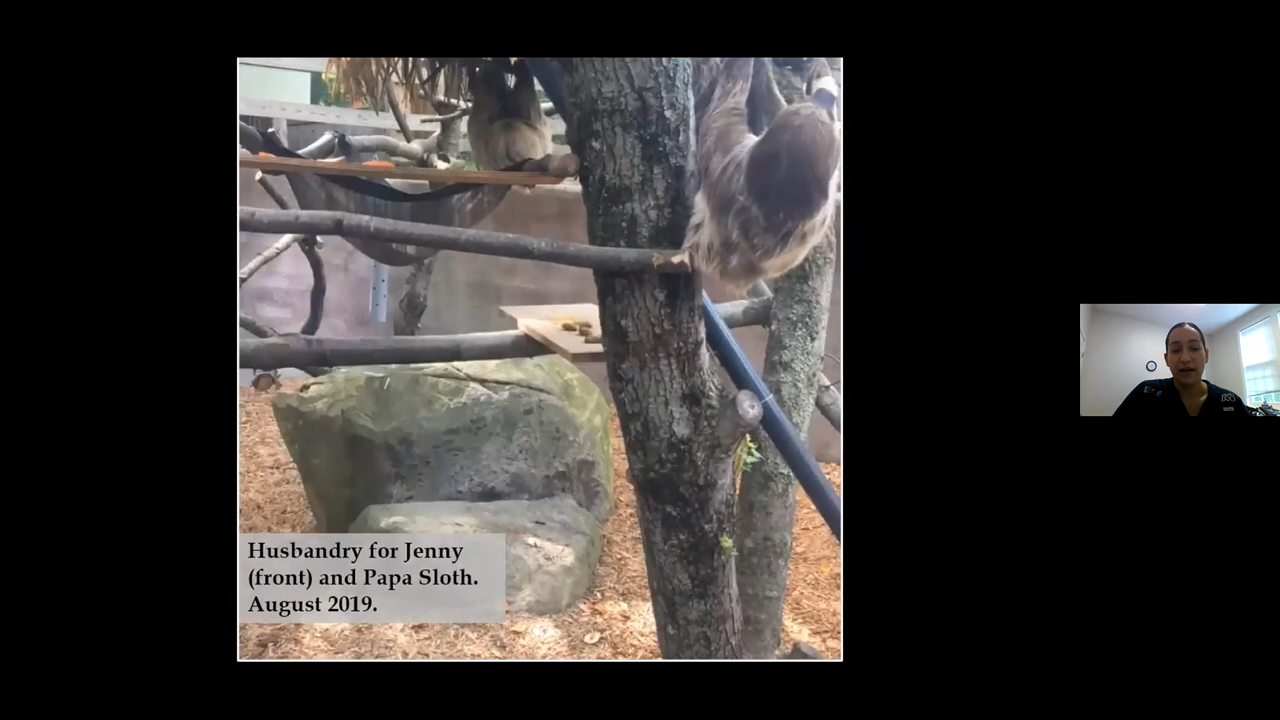 Husbandry for Jenny
(front) and Papa Sloth.
August 2019.